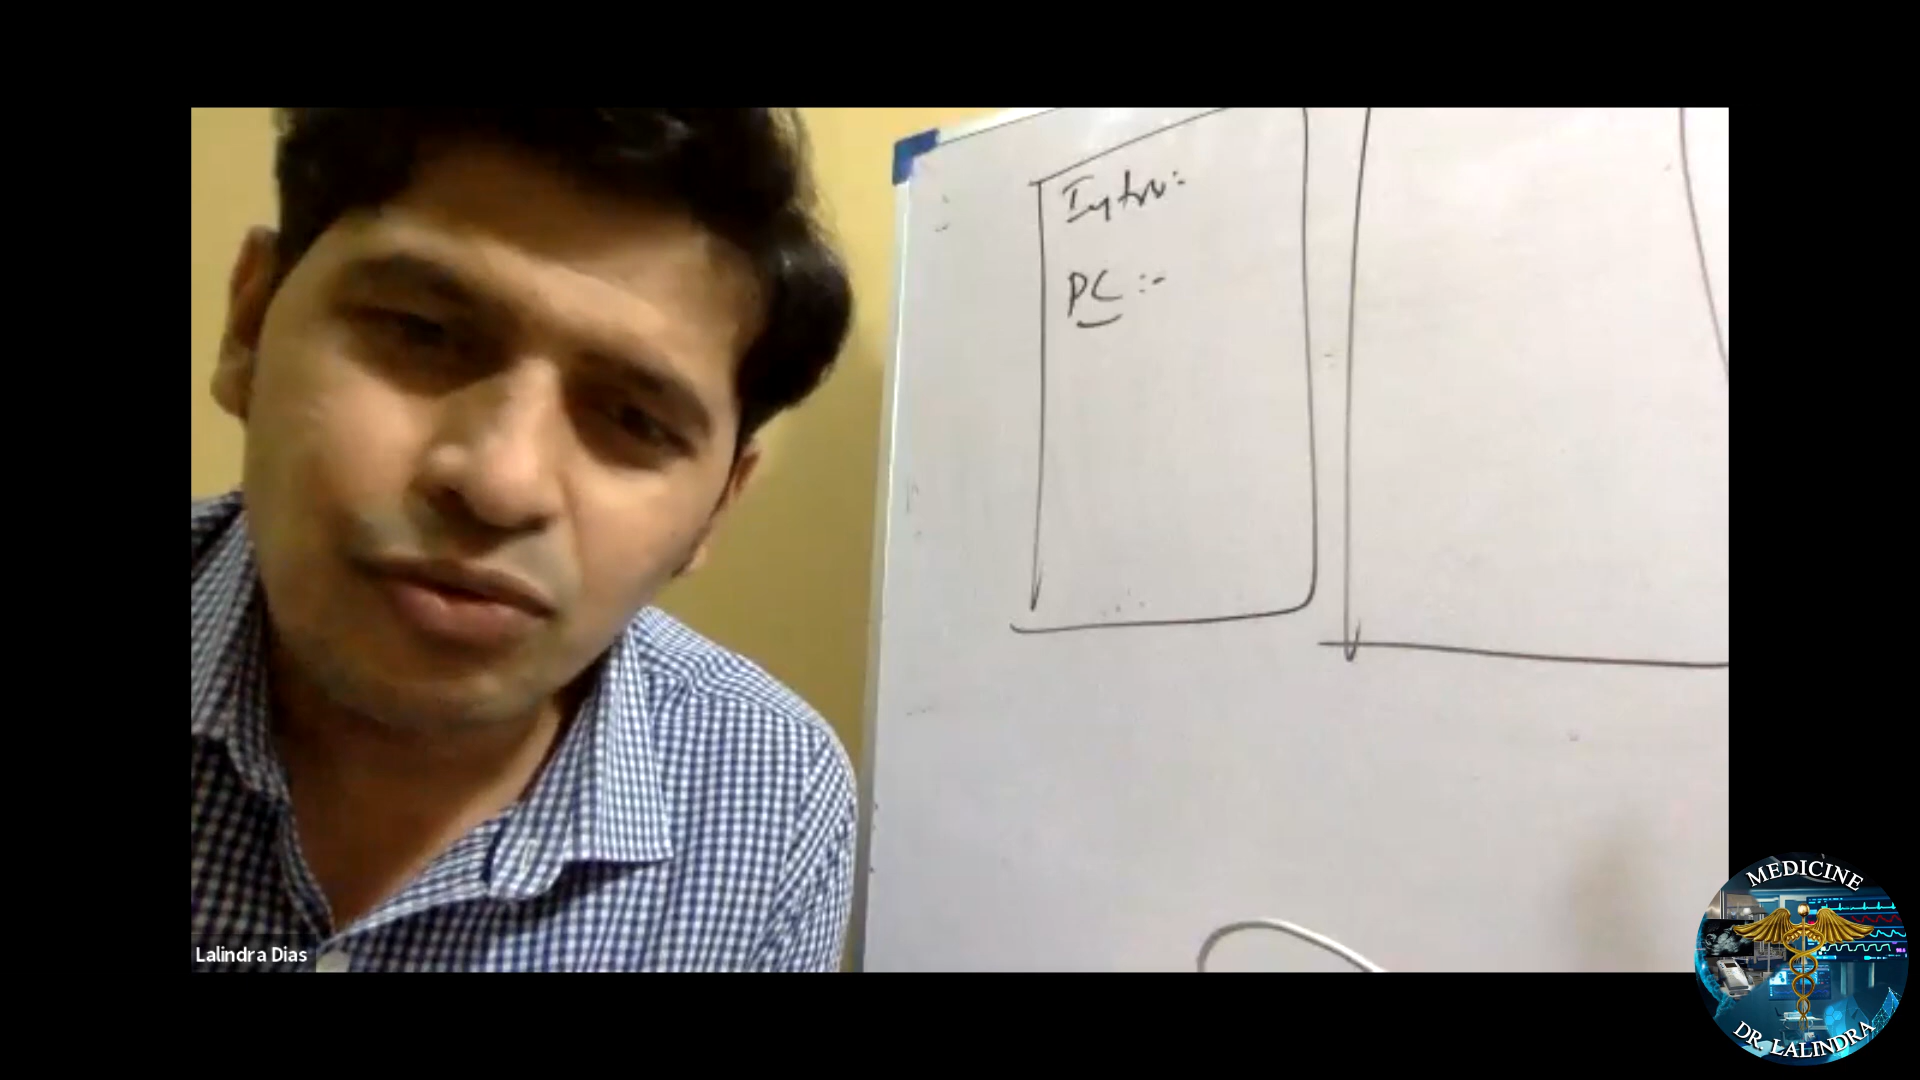 Intro:
PC :-
Lalindra Dias
MEDICINE
DR. LALINDRA